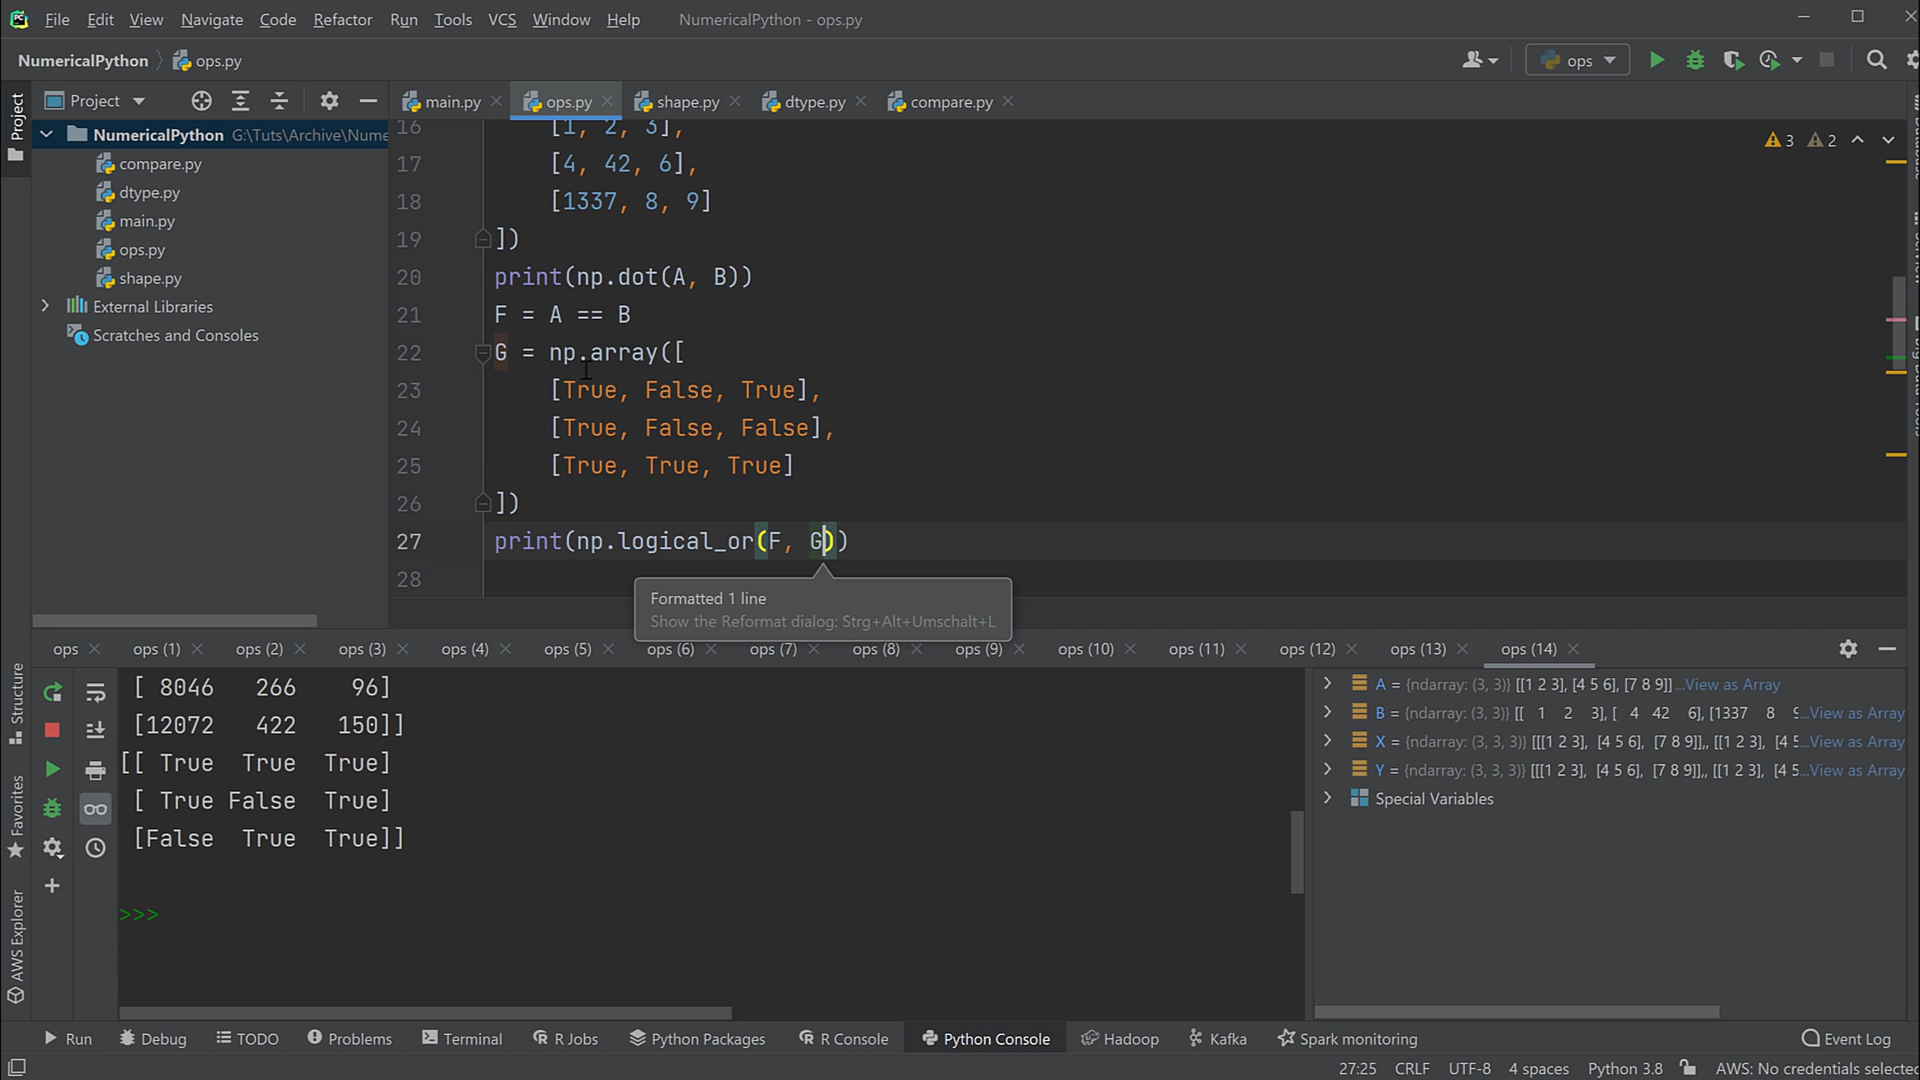 File Edit View Navigate Code Refactor Run Tools VCS Window Help NumericalPython - ops.py
NumericalPython ops.py ops
Project main.py ops.py shape.py dtype.py compare.py
Project
NumericalPython G:\Tuts\Archive\Nume
compare.py
dtype.py
main.py
ops.py
shape.py
External Libraries
Scratches and Consoles
3 2
16 [1, 2, 3],
17 [4, 42, 6],
18 [1337, 8, 9]
19 ])
20 print(np.dot(A, B))
21 F = A == B
22 G = np.array([
23 [True, False, True],
24 [True, False, False],
25 [True, True, True]
26 ])
27 print(np.logical_or(F, G))
28
Formatted 1 line
Show the Reformat dialog: Strg+Alt+Umschalt+L
ops ops (1) ops (2) ops (3) ops (4) ops (5) ops (6) ops (7) ops (8) ops (9) ops (10) ops (11) ops (12) ops (13) ops (14)
[ 8046 266 96]
[12072 422 150]]
[[ True True True]
[ True False True]
[False True True]]
>>>
A = {ndarray: (3, 3)} [[1 2 3], [4 5 6], [7 8 9]] ...View as Array
B = {ndarray: (3, 3)} [[ 1 2 3], [ 4 42 6], [1337 8 9...View as Array
X = {ndarray: (3, 3, 3)} [[[1 2 3], [4 5 6], [7 8 9]],, [[1 2 3], [4 5...View as Array
Y = {ndarray: (3, 3, 3)} [[[1 2 3], [4 5 6], [7 8 9]],, [[1 2 3], [4 5...View as Array
Special Variables
Structure
Favorites
AWS Explorer
Run Debug TODO Problems Terminal R Jobs Python Packages R Console Python Console Hadoop Kafka Spark monitoring Event Log
27:25 CRLF UTF-8 4 spaces Python 3.8 AWS: No credentials selected